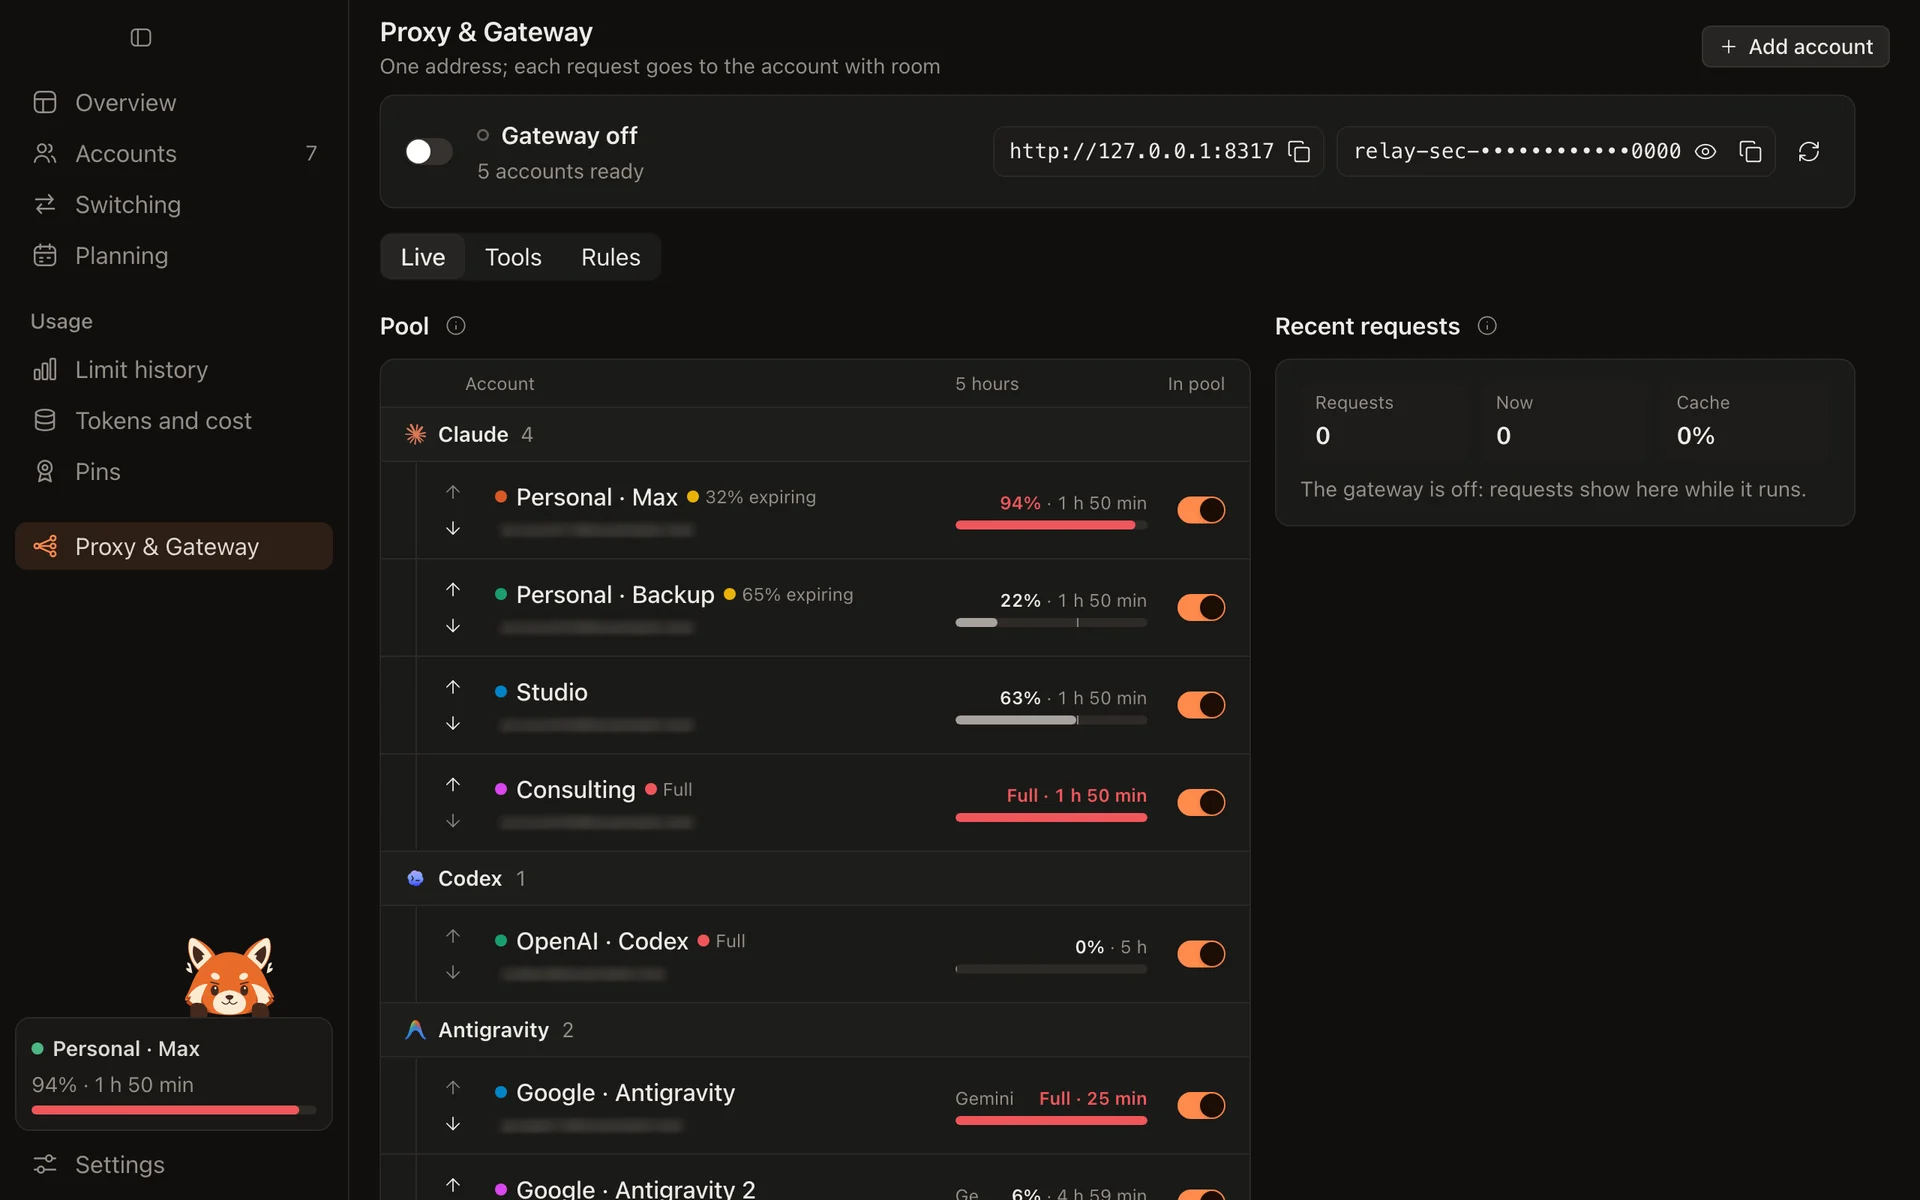 Proxy & Gateway
One address; each request goes to the account with room
Add account
Overview
Accounts 7
Switching
Planning
Usage
Limit history
Tokens and cost
Pins
Proxy & Gateway
Gateway off
5 accounts ready
http://127.0.0.1:8317
relay-sec-••••••••••••0000
Live Tools Rules
Pool
Account 5 hours In pool
Claude 4
Personal · Max 32% expiring
94% · 1 h 50 min
Personal · Backup 65% expiring
22% · 1 h 50 min
Studio
63% · 1 h 50 min
Consulting Full
Full · 1 h 50 min
Codex 1
OpenAI · Codex Full
0% · 5 h
Antigravity 2
Google · Antigravity
Gemini Full · 25 min
Google · Antigravity 2
Ge 6% · 4 h 59 min
Recent requests
Requests Now Cache
0 0 0%
The gateway is off: requests show here while it runs.
Personal · Max
94% · 1 h 50 min
Settings